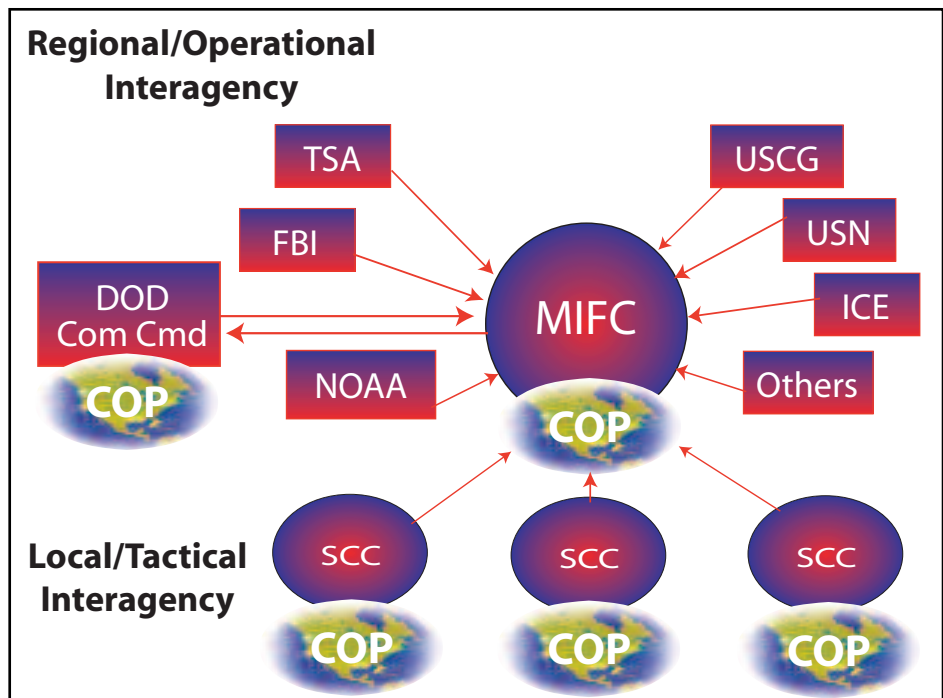 Regional/Operational
Interagency
TSA
USCG
FBI
USN
DOD
Com Cmd
MIFC
ICE
NOAA
Others
COP
COP
Local/Tactical
Interagency
SCC
SCC
SCC
COP
COP
COP